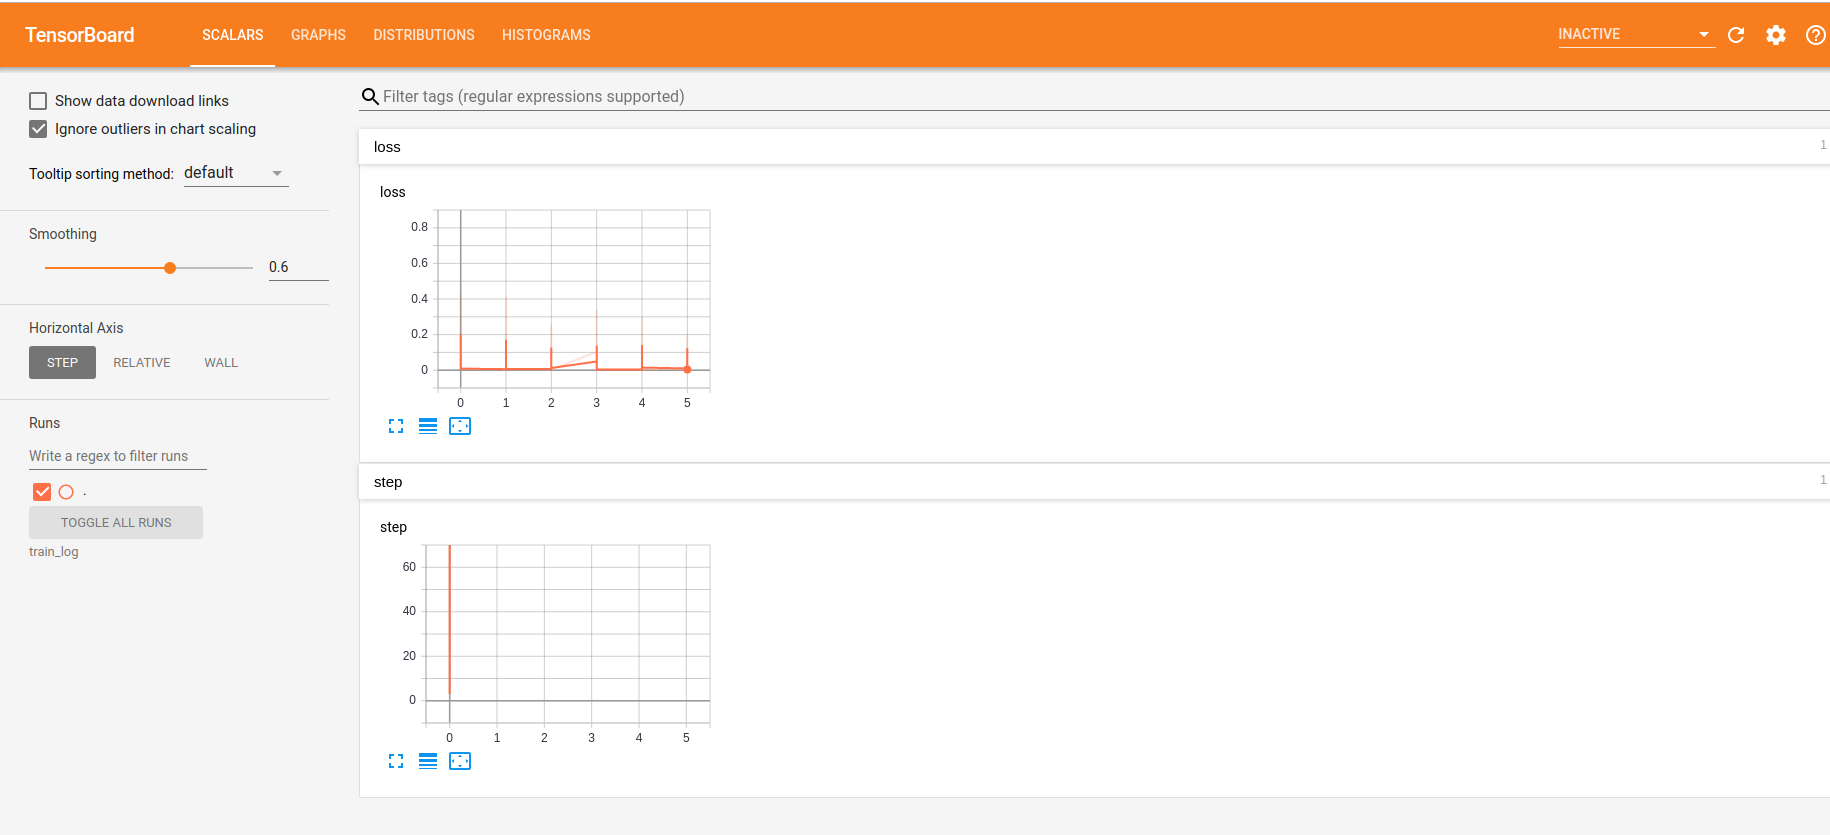 TensorBoard SCALARS GRAPHS DISTRIBUTIONS HISTOGRAMS INACTIVE
Show data download links
Ignore outliers in chart scaling
Tooltip sorting method: default
Smoothing
0.6
Horizontal Axis
STEP RELATIVE WALL
Runs
Write a regex to filter runs
.
TOGGLE ALL RUNS
train_log
Filter tags (regular expressions supported)
loss 1
loss
0.8
0.6
0.4
0.2
0
0 1 2 3 4 5
step 1
step
60
40
20
0
0 1 2 3 4 5